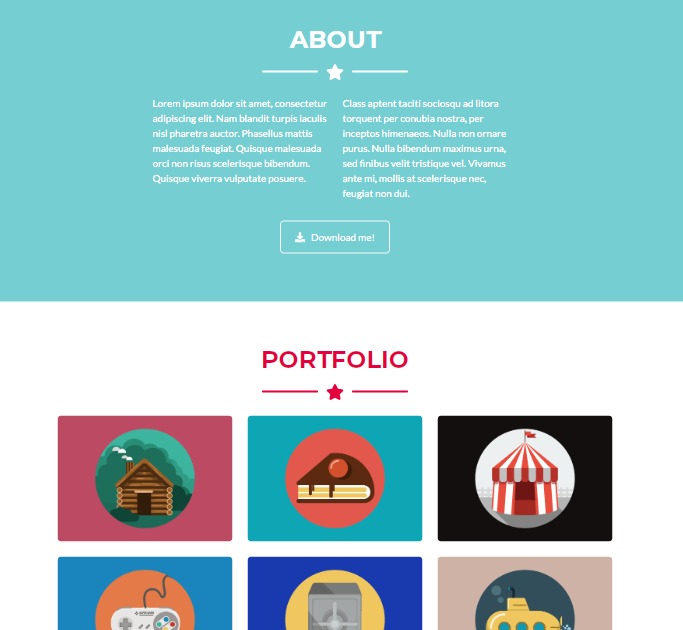 ABOUT
Lorem ipsum dolor sit amet, consectetur
adipiscing elit. Nam blandit turpis iaculis
nisl pharetra auctor. Phasellus mattis
malesuada feugiat. Quisque malesuada
orci non risus scelerisque bibendum.
Quisque viverra vulputate posuere.
Class aptent taciti sociosqu ad litora
torquent per conubia nostra, per
inceptos himenaeos. Nulla non ornare
purus. Nulla bibendum maximus urna,
sed finibus velit tristique vel. Vivamus
ante mi, mollis at scelerisque nec,
feugiat non dui.
Download me!
PORTFOLIO